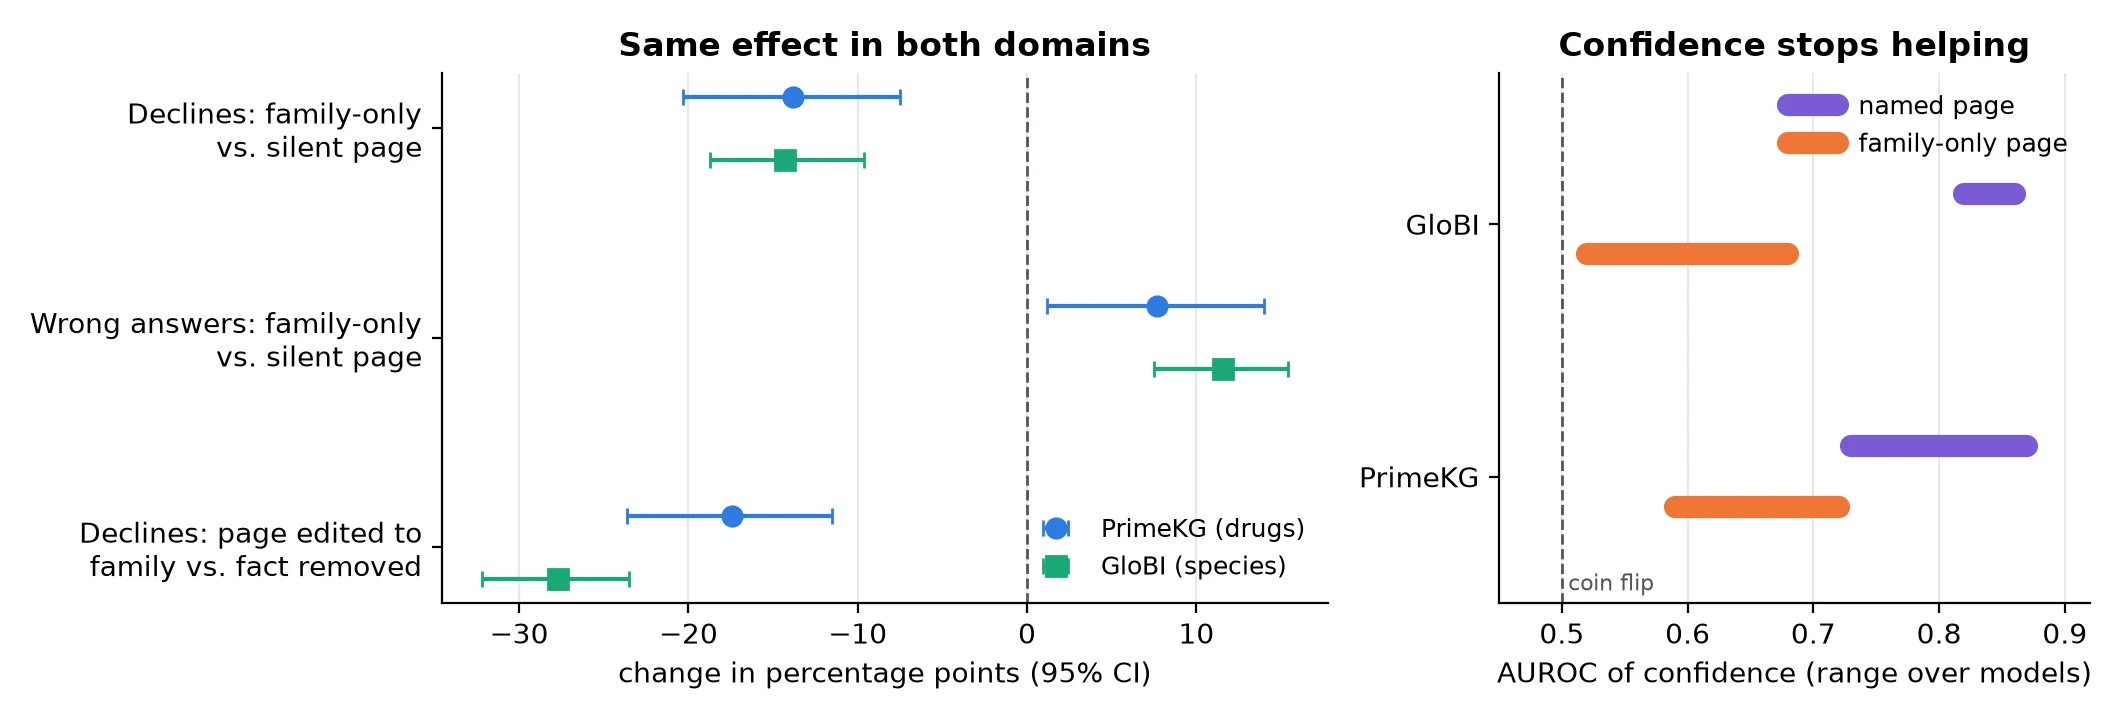 Same effect in both domains
Declines: family-only
vs. silent page
Wrong answers: family-only
vs. silent page
Declines: page edited to
family vs. fact removed
PrimeKG (drugs)
GloBI (species)
−30 −20 −10 0 10
change in percentage points (95% CI)
Confidence stops helping
named page
family-only page
GloBI
PrimeKG
coin flip
0.5 0.6 0.7 0.8 0.9
AUROC of confidence (range over models)